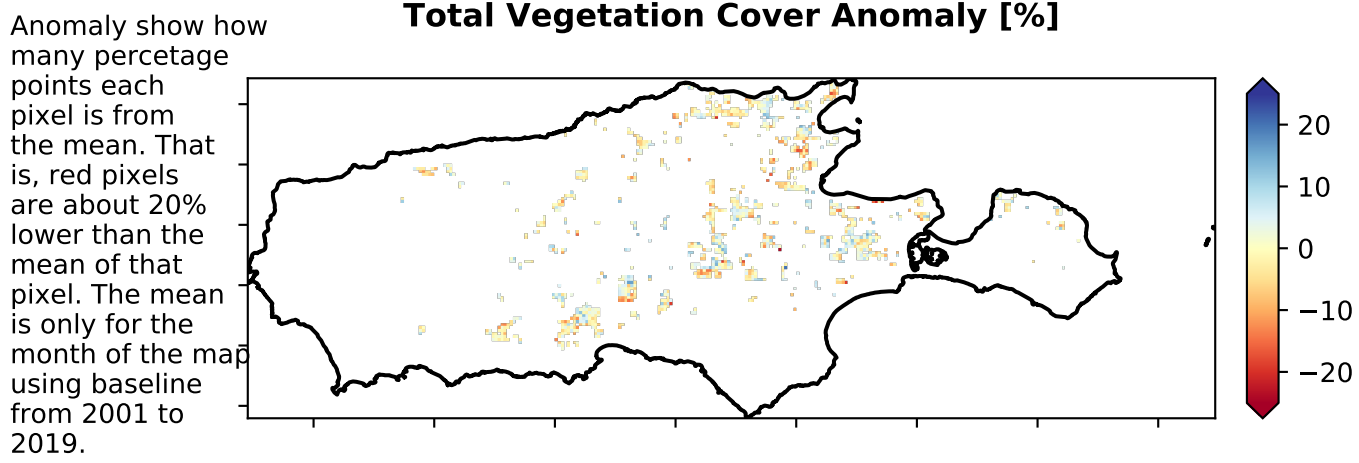 Total Vegetation Cover Anomaly [%]
Anomaly show how
many percetage
points each
pixel is from
the mean. That
is, red pixels
are about 20%
lower than the
mean of that
pixel. The mean
is only for the
month of the map
using baseline
from 2001 to
2019.
20
10
0
−10
−20